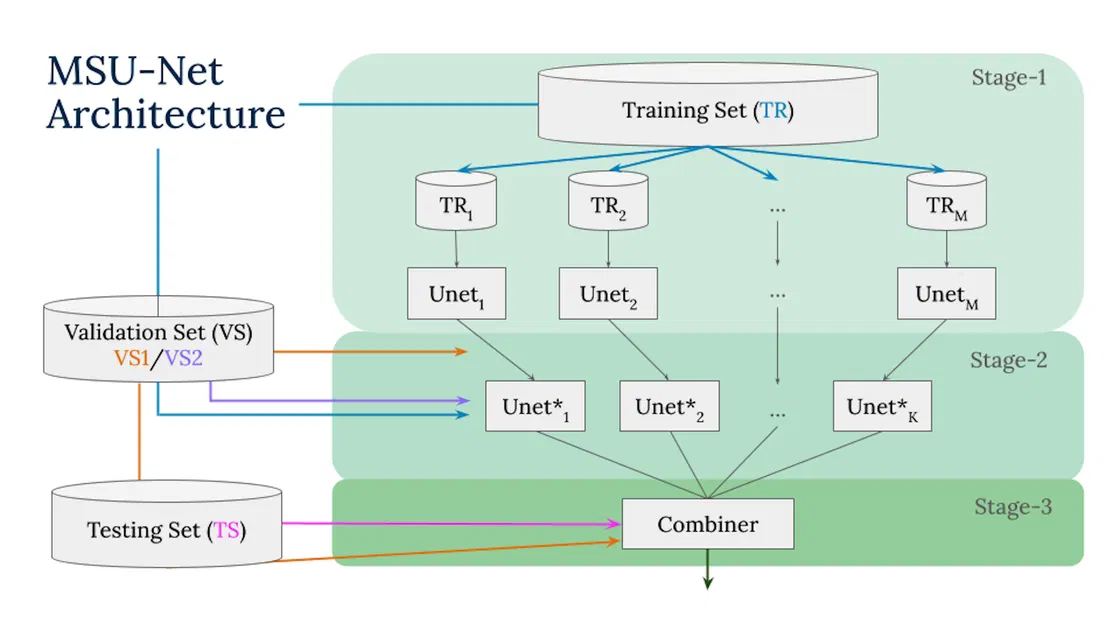 MSU-Net
Architecture
Stage-1
Training Set (TR)
TR1
TR2
...
TRM
Unet1
Unet2
...
UnetM
Validation Set (VS)
VS1/VS2
Stage-2
Unet*1
Unet*2
...
Unet*K
Stage-3
Testing Set (TS)
Combiner